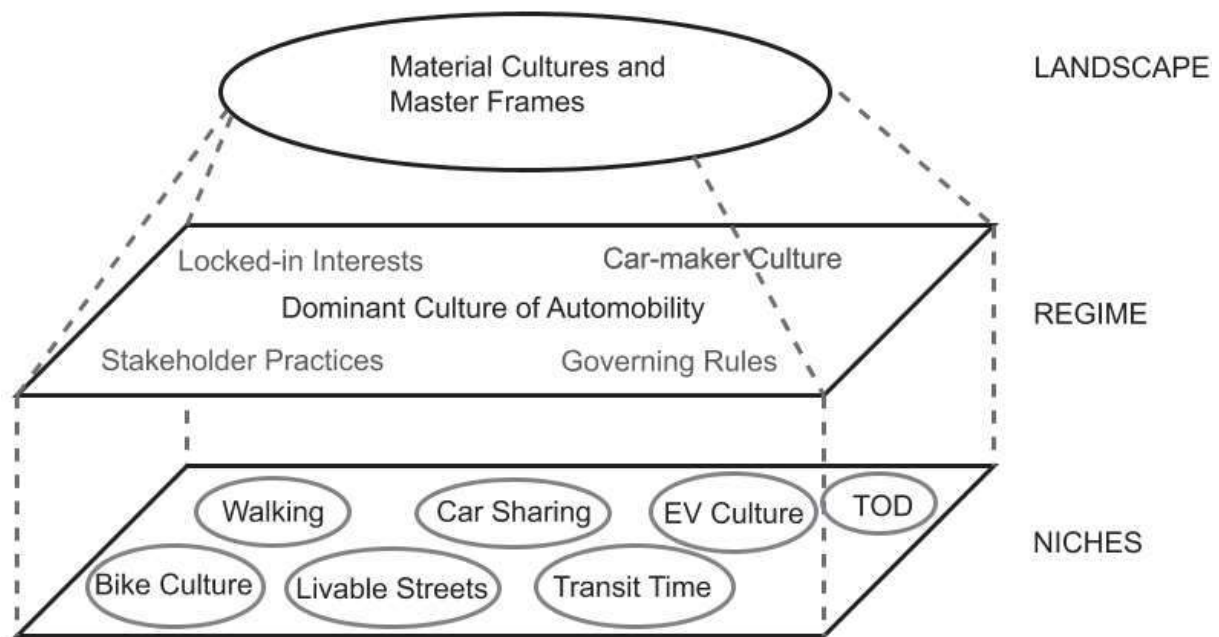 Material Cultures and
Master Frames
LANDSCAPE
Locked-in Interests
Car-maker Culture
Dominant Culture of Automobility
REGIME
Stakeholder Practices
Governing Rules
Walking
Car Sharing
EV Culture
TOD
NICHES
Bike Culture
Livable Streets
Transit Time